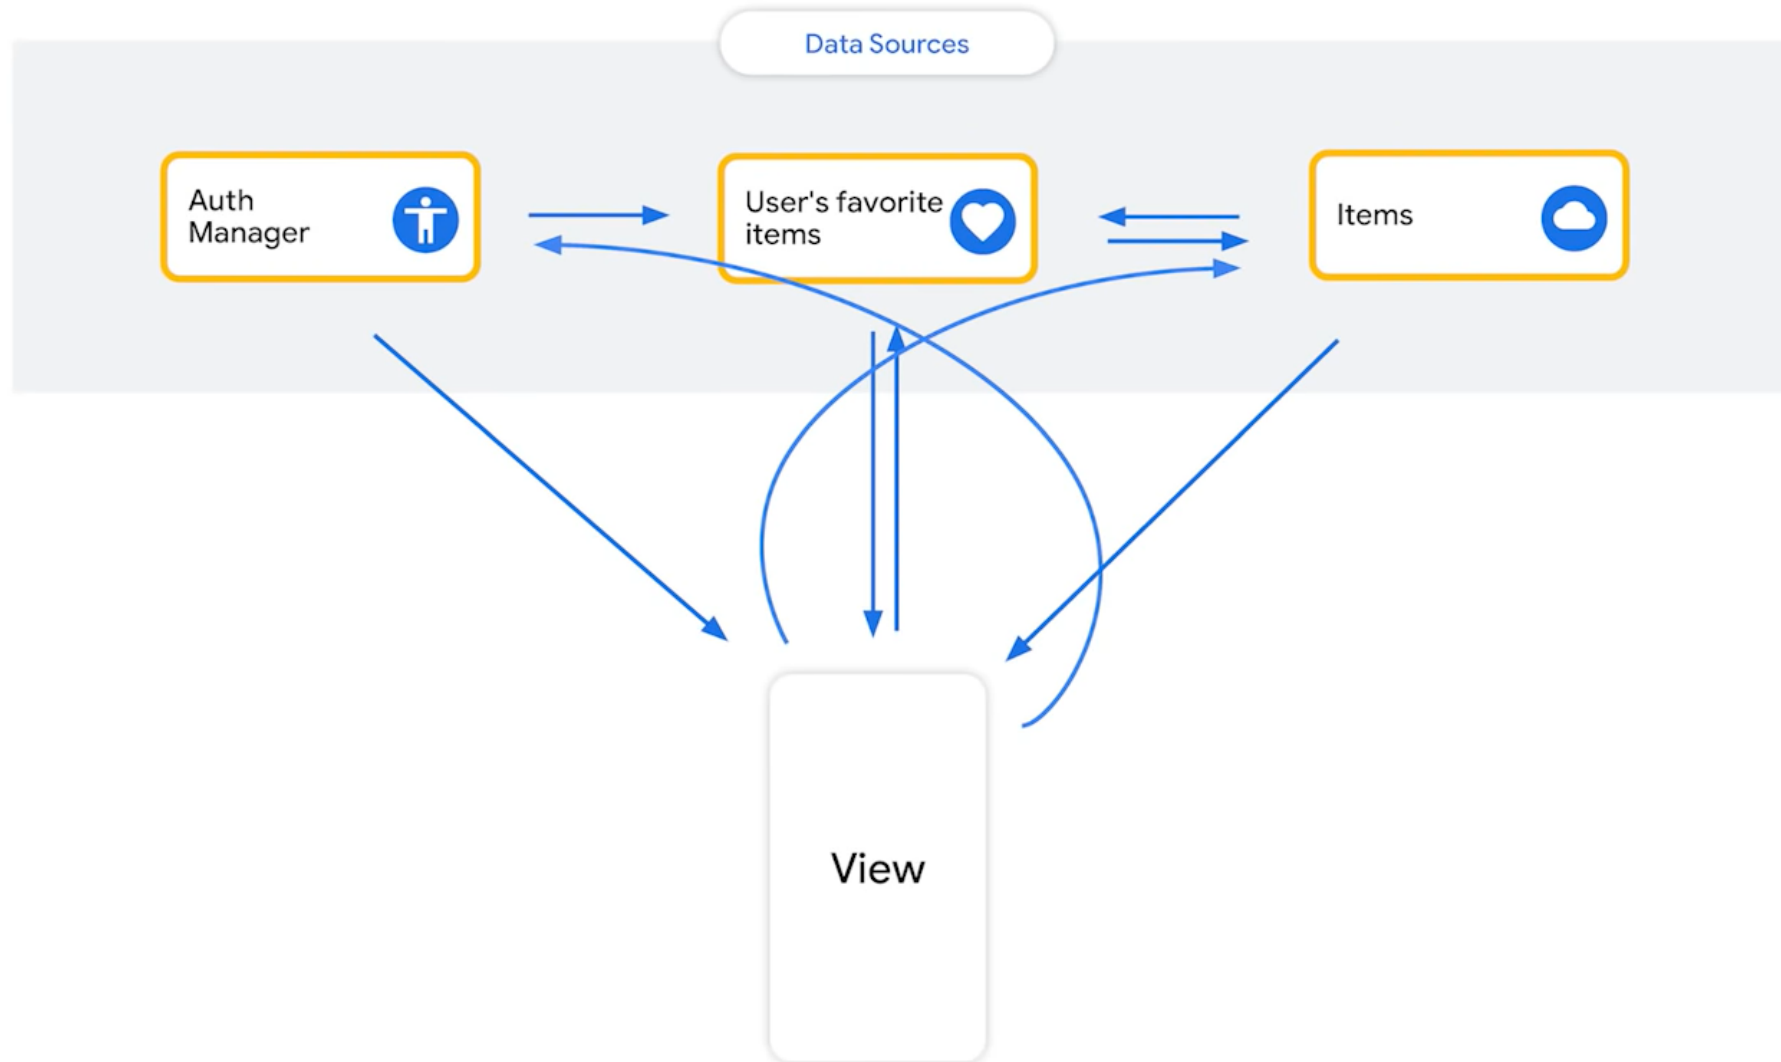 Data Sources
Auth
Manager
User's favorite
items
Items
View